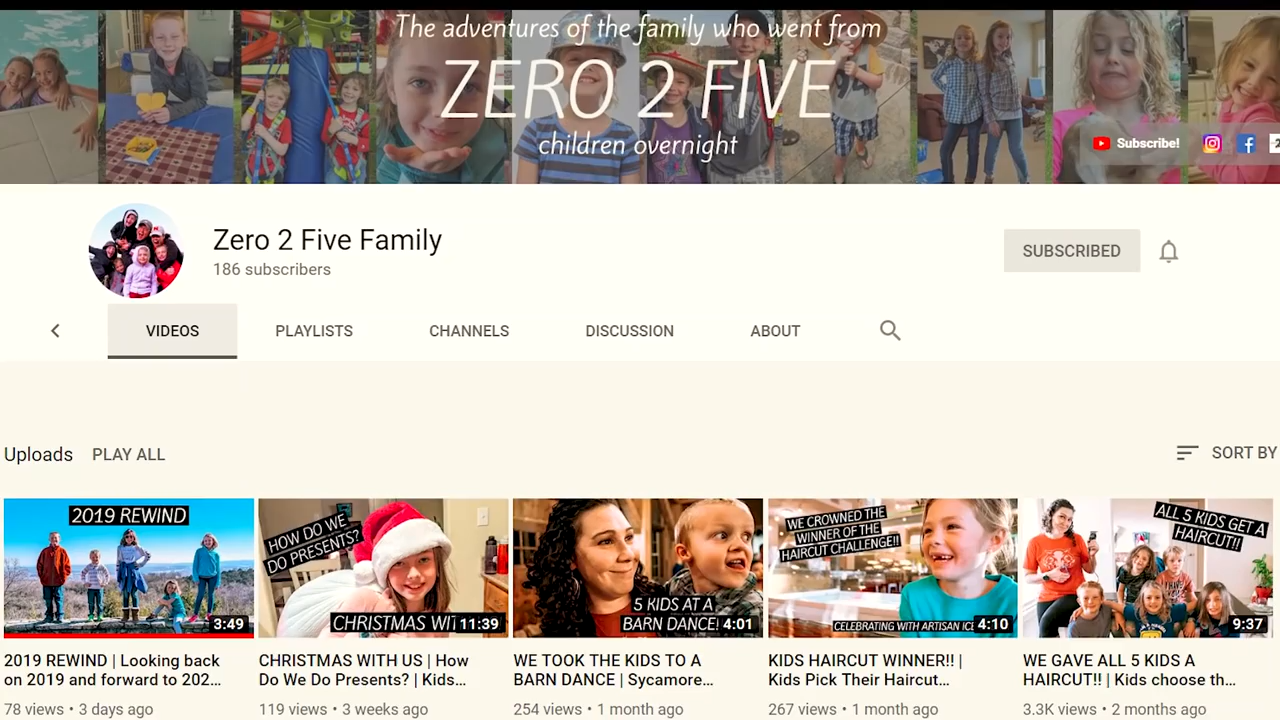 The adventures of the family who went from
ZERO 2 FIVE
children overnight
Subscribe!
Zero 2 Five Family
186 subscribers
SUBSCRIBED
VIDEOS
PLAYLISTS
CHANNELS
DISCUSSION
ABOUT
Uploads
PLAY ALL
SORT BY
2019 REWIND
3:49
HOW DO WE
DO PRESENTS?
CHRISTMAS WIT
11:39
5 KIDS AT A
BARN DANCE!
4:01
WE CROWNED THE
WINNER OF THE
HAIRCUT CHALLENGE!!
CELEBRATING WITH ARTISAN ICE
4:10
ALL 5 KIDS GET A
HAIRCUT!!
9:37
2019 REWIND | Looking back
on 2019 and forward to 202...
78 views • 3 days ago
CHRISTMAS WITH US | How
Do We Do Presents? | Kids...
119 views • 3 weeks ago
WE TOOK THE KIDS TO A
BARN DANCE | Sycamore...
254 views • 1 month ago
KIDS HAIRCUT WINNER!! |
Kids Pick Their Haircut...
267 views • 1 month ago
WE GAVE ALL 5 KIDS A
HAIRCUT!! | Kids choose th...
3.3K views • 2 months ago